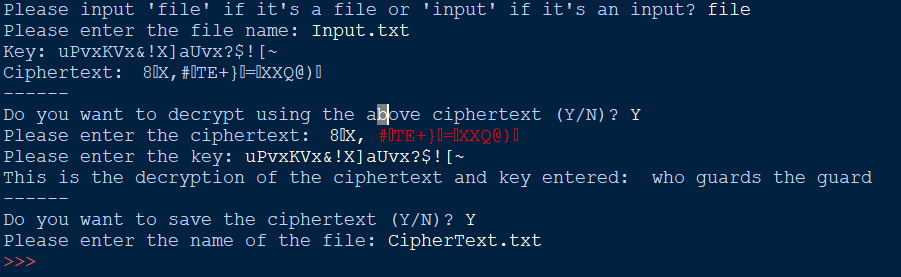 Please input 'file' if it's a file or 'input' if it's an input? file
Please enter the file name: Input.txt
Key: uPvxKVx&!X]aUvx?$![~
Ciphertext:  8▯X,#▯TE+}▯=▯XXQ@)▯
------
Do you want to decrypt using the above ciphertext (Y/N)? Y
Please enter the ciphertext:  8▯X, #▯TE+}▯=▯XXQ@)▯
Please enter the key: uPvxKVx&!X]aUvx?$![~
This is the decryption of the ciphertext and key entered:  who guards the guard
------
Do you want to save the ciphertext (Y/N)? Y
Please enter the name of the file: CipherText.txt
>>>